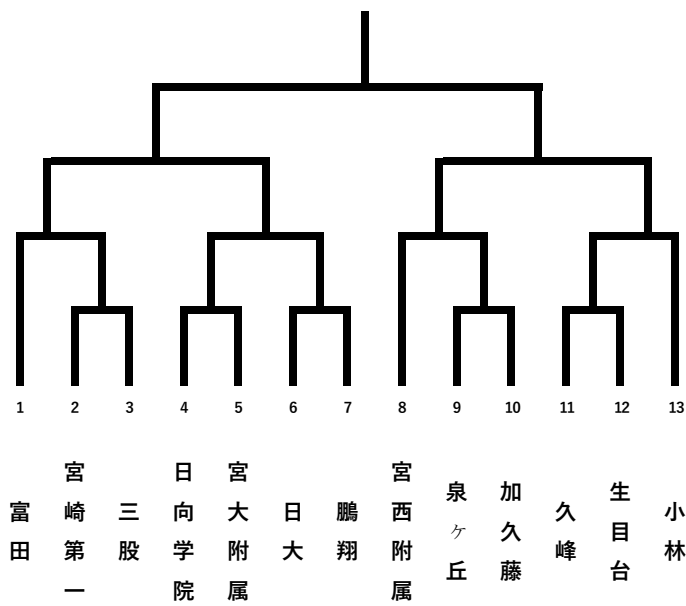 1 2 3 4 5 6 7 8 9 10 11 12 13
富田
宮崎第一
三股
日向学院
宮大附属
日大
鵬翔
宮西附属
泉ヶ丘
加久藤
久峰
生目台
小林